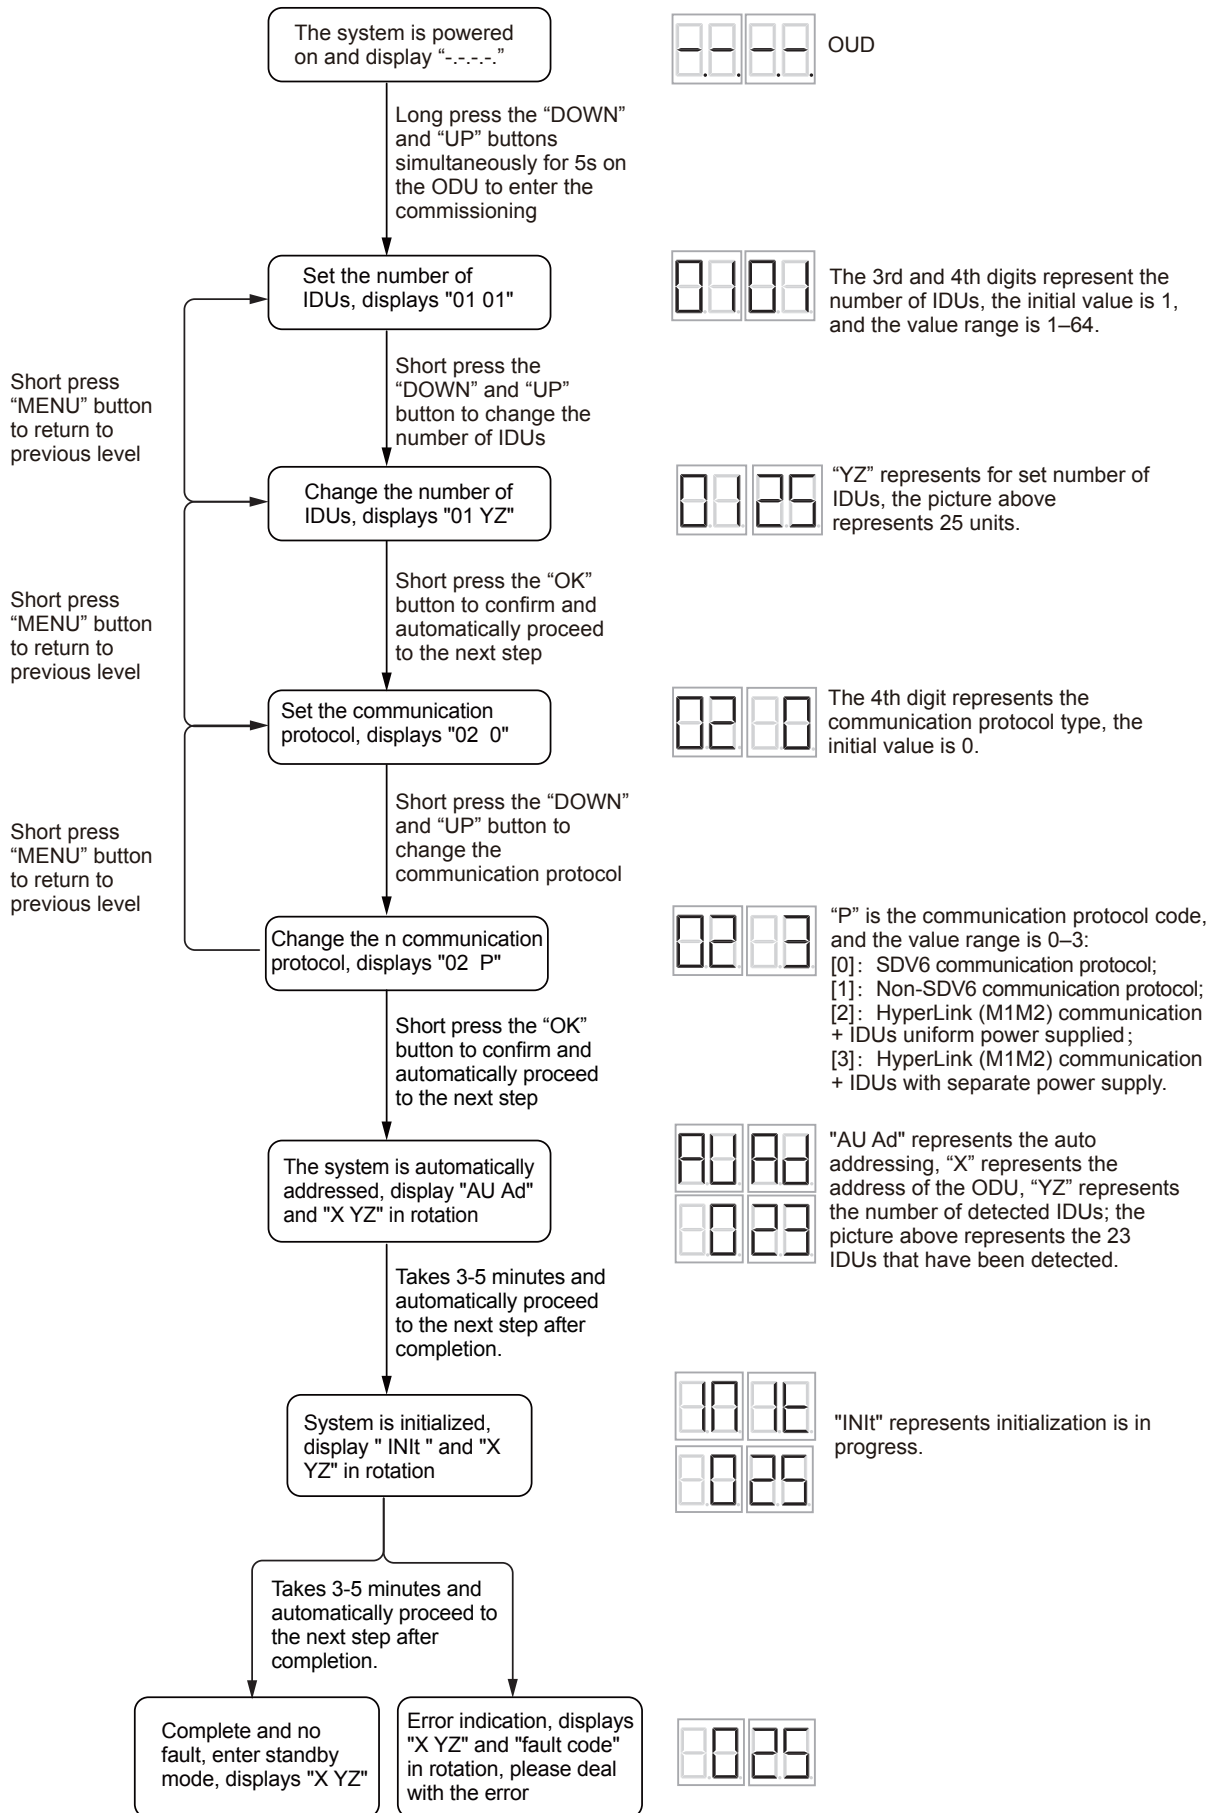 The system is powered
on and display “-.-.-.-.”
-.-.-.-.
OUD
Long press the “DOWN”
and “UP” buttons
simultaneously for 5s on
the ODU to enter the
commissioning
Set the number of
IDUs, displays "01 01"
0101
The 3rd and 4th digits represent the
number of IDUs, the initial value is 1,
and the value range is 1–64.
Short press
“MENU” button
to return to
previous level
Short press the
“DOWN” and “UP”
button to change the
number of IDUs
Change the number of
IDUs, displays "01 YZ"
0125
“YZ” represents for set number of
IDUs, the picture above
represents 25 units.
Short press
“MENU” button
to return to
previous level
Short press the “OK”
button to confirm and
automatically proceed
to the next step
Set the communication
protocol, displays "02  0"
02 0
The 4th digit represents the
communication protocol type, the
initial value is 0.
Short press
“MENU” button
to return to
previous level
Short press the “DOWN”
and “UP” button to
change the
communication protocol
Change the n communication
protocol, displays "02  P"
02 3
“P” is the communication protocol code,
and the value range is 0–3:
[0]: SDV6 communication protocol;
[1]: Non-SDV6 communication protocol;
[2]: HyperLink (M1M2) communication
+ IDUs uniform power supplied;
[3]: HyperLink (M1M2) communication
+ IDUs with separate power supply.
Short press the “OK”
button to confirm and
automatically proceed
to the next step
The system is automatically
addressed, display "AU Ad"
and "X YZ" in rotation
AU Ad
023
"AU Ad" represents the auto
addressing, “X” represents the
address of the ODU, “YZ” represents
the number of detected IDUs; the
picture above represents the 23
IDUs that have been detected.
Takes 3-5 minutes and
automatically proceed
to the next step after
completion.
System is initialized,
display " INIt " and "X
YZ" in rotation
INIt
025
"INIt" represents initialization is in
progress.
Takes 3-5 minutes and
automatically proceed to
the next step after
completion.
Complete and no
fault, enter standby
mode, displays "X YZ"
Error indication, displays
"X YZ" and "fault code"
in rotation, please deal
with the error
025